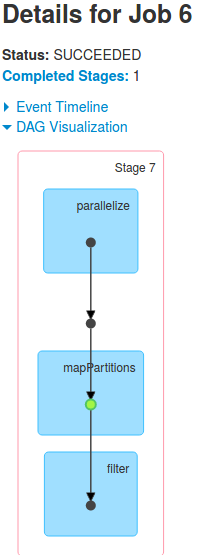 Details for Job 6
Status: SUCCEEDED
Completed Stages: 1
Event Timeline
DAG Visualization
Stage 7
parallelize
mapPartitions
filter